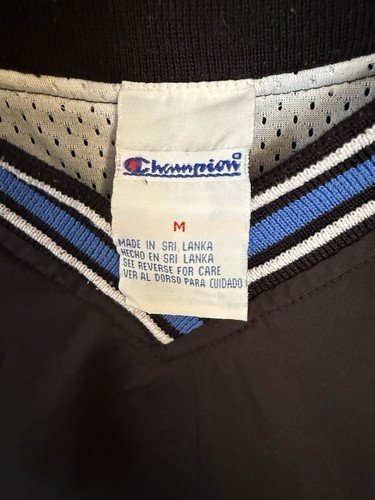 Champion
M
MADE IN SRI LANKA
HECHO EN SRI LANKA
SEE REVERSE FOR CARE
VER AL DORSO PARA CUIDADO